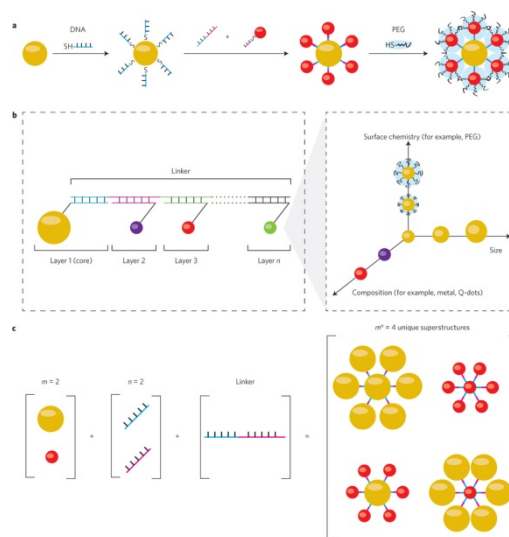 a
DNA
SH
PEG
HS
+
b
Linker
Layer 1 (core)
Layer 2
Layer 3
Layer n
Surface chemistry (for example, PEG)
Size
Composition (for example, metal, Q-dots)
c
mⁿ = 4 unique superstructures
m = 2
n = 2
Linker
+
+
=